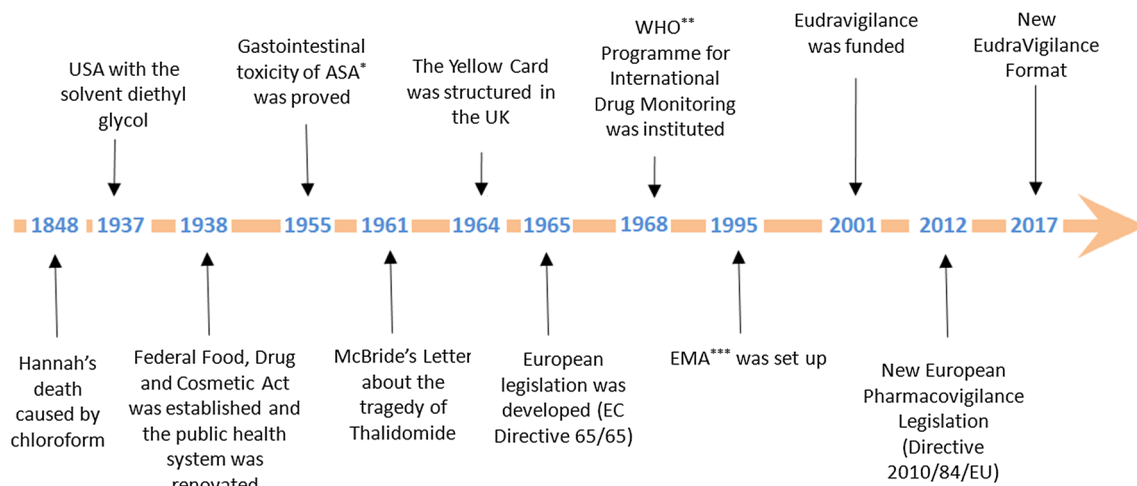 USA with the
solvent diethyl
glycol
Gastointestinal
toxicity of ASA*
was proved
The Yellow Card
was structured in
the UK
WHO**
Programme for
International
Drug Monitoring
was instituted
Eudravigilance
was funded
New
EudraVigilance
Format
1848 1937 1938 1955 1961 1964 1965 1968 1995 2001 2012 2017
Hannah's
death
caused by
chloroform
Federal Food, Drug
and Cosmetic Act
was established and
the public health
system was
renovated
McBride's Letter
about the
tragedy of
Thalidomide
European
legislation was
developed (EC
Directive 65/65)
EMA*** was set up
New European
Pharmacovigilance
Legislation
(Directive
2010/84/EU)